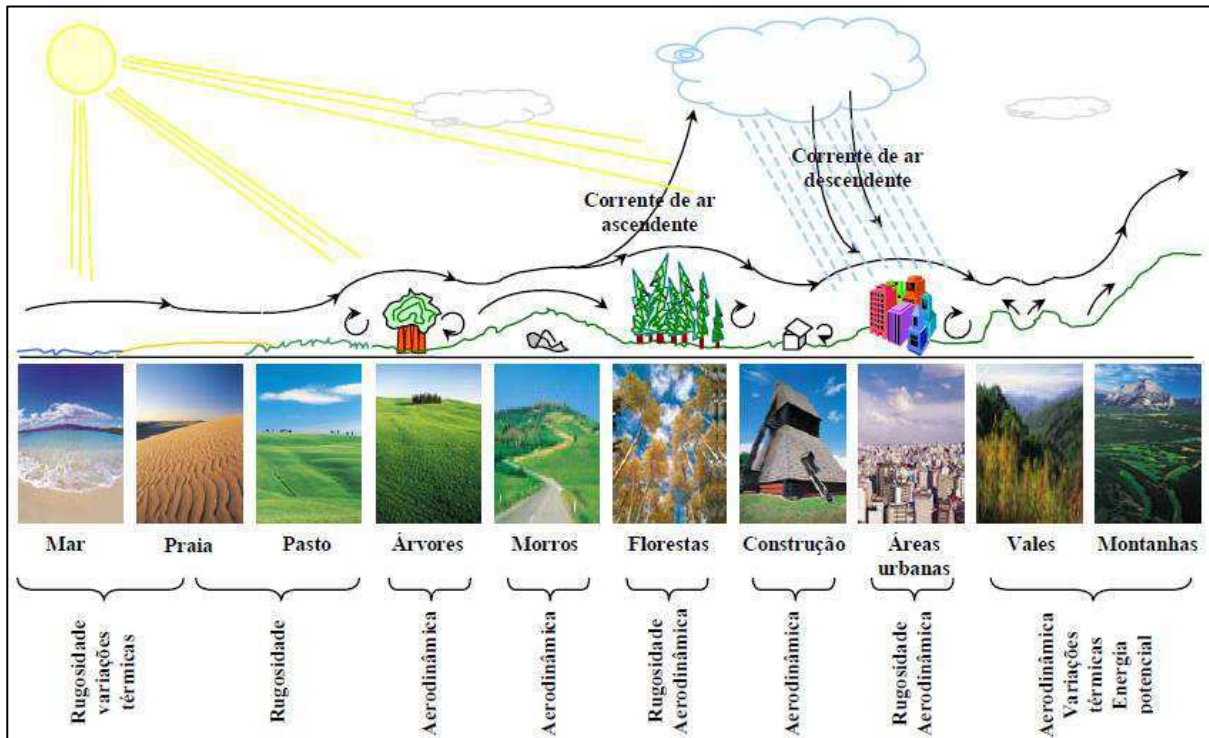 Corrente de ar
ascendente
Corrente de ar
descendente
Mar
Praia
Pasto
Árvores
Morros
Florestas
Construção
Áreas
urbanas
Vales
Montanhas
Rugosidade
variações
térmicas
Rugosidade
Aerodinâmica
Aerodinâmica
Rugosidade
Aerodinâmica
Aerodinâmica
Rugosidade
Aerodinâmica
Aerodinâmica
Variações
térmicas
Energia
potencial